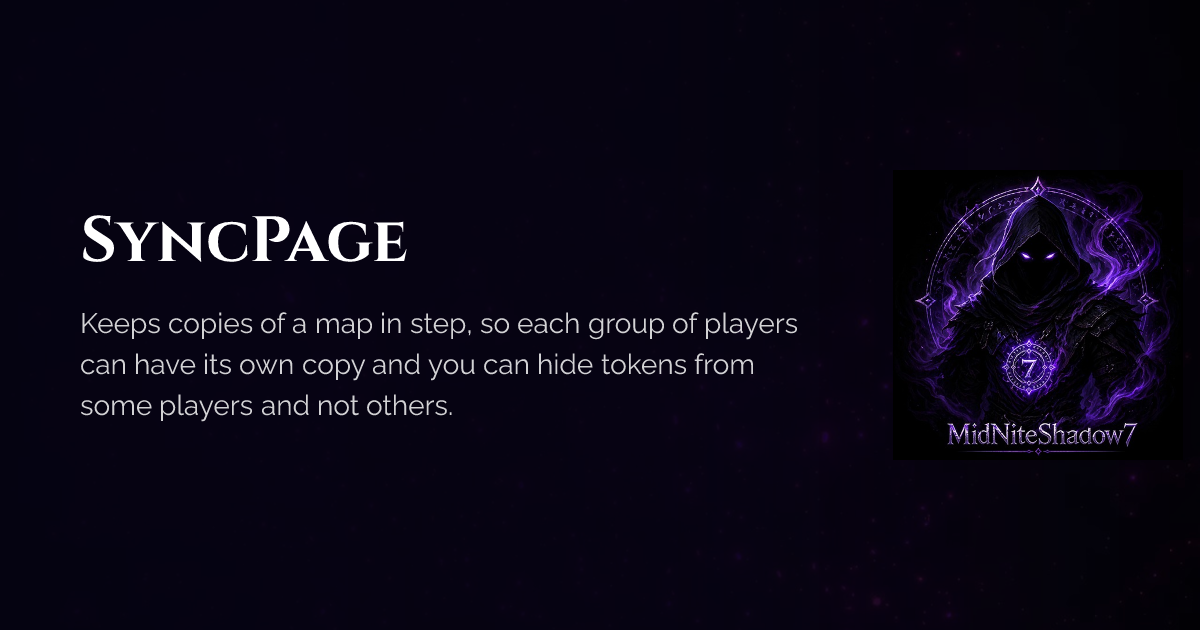 SyncPage
Keeps copies of a map in step, so each group of players
can have its own copy and you can hide tokens from
some players and not others.
7
MidNiteShadow7